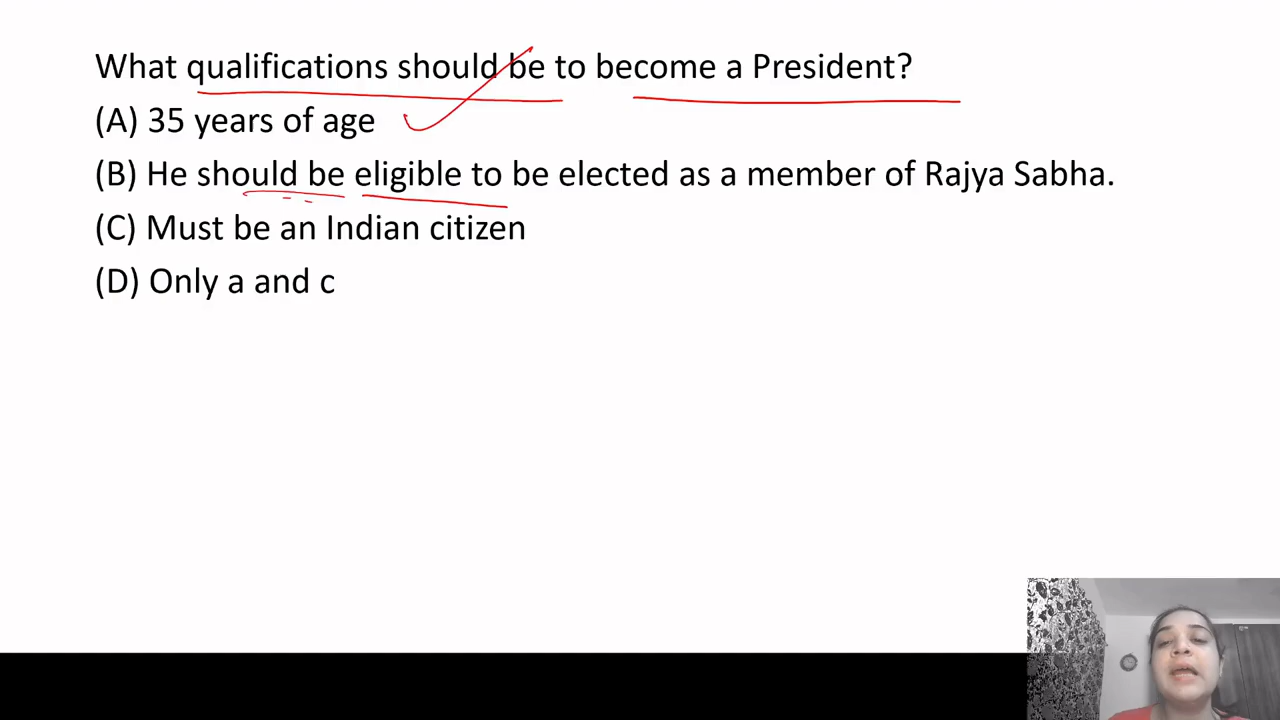 What qualifications should be to become a President?
(A) 35 years of age
(B) He should be eligible to be elected as a member of Rajya Sabha.
(C) Must be an Indian citizen
(D) Only a and c